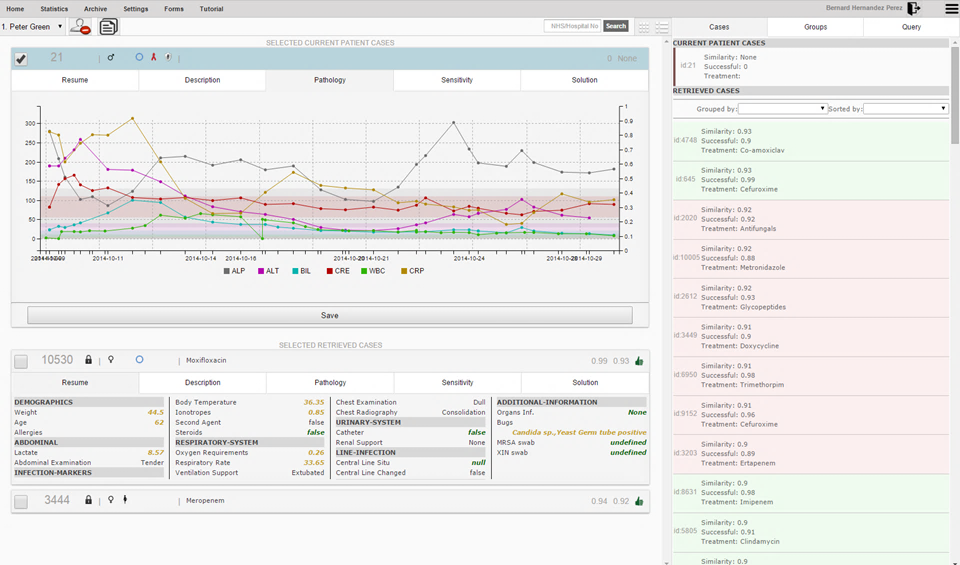 Home Statistics Archive Settings Forms Tutorial Bernard Hernandez Perez
1. Peter Green NHS/Hospital No Search
Cases Groups Query
SELECTED CURRENT PATIENT CASES
21 0 None
Resume Description Pathology Sensitivity Solution
300
250
200
150
100
50
0
1
0.9
0.8
0.7
0.6
0.5
0.4
0.3
0.2
0.1
0
2014-10-11 2014-10-14 2014-10-16 2014-10-24 2014-10-29
ALP ALT BIL CRE WBC CRP
Save
SELECTED RETRIEVED CASES
10530 Moxifloxacin 0.99 0.93
Resume Description Pathology Sensitivity Solution
DEMOGRAPHICS
Weight 44.5
Age 62
Allergies
ABDOMINAL
Lactate 8.57
Abdominal Examination Tender
INFECTION-MARKERS
Body Temperature 36.35
Ionotropes 0.85
Second Agent false
Steroids false
RESPIRATORY-SYSTEM
Oxygen Requirements 0.26
Respiratory Rate 33.65
Ventilation Support Extubated
Chest Examination Dull
Chest Radiography Consolidation
URINARY-SYSTEM
Catheter false
Renal Support None
LINE-INFECTION
Central Line Situ null
Central Line Changed false
ADDITIONAL-INFORMATION
Organs Inf. None
Bugs
Candida sp.,Yeast Germ tube positive
MRSA swab undefined
XIN swab undefined
3444 Meropenem 0.94 0.92
CURRENT PATIENT CASES
Similarity: None
id:21 Successful: 0
Treatment:
RETRIEVED CASES
Grouped by: Sorted by:
Similarity: 0.93
id:4748 Successful: 0.9
Treatment: Co-amoxiclav
Similarity: 0.93
id:645 Successful: 0.99
Treatment: Cefuroxime
Similarity: 0.92
id:2020 Successful: 0.92
Treatment: Antifungals
Similarity: 0.92
id:10005 Successful: 0.88
Treatment: Metronidazole
Similarity: 0.92
id:2612 Successful: 0.93
Treatment: Glycopeptides
Similarity: 0.91
id:3449 Successful: 0.9
Treatment: Doxycycline
Similarity: 0.91
id:6950 Successful: 0.98
Treatment: Trimethorpim
Similarity: 0.91
id:9152 Successful: 0.96
Treatment: Cefuroxime
Similarity: 0.9
id:3203 Successful: 0.89
Treatment: Ertapenem
Similarity: 0.9
id:8631 Successful: 0.98
Treatment: Imipenem
Similarity: 0.9
id:5805 Successful: 0.91
Treatment: Clindamycin
Similarity: 0.9